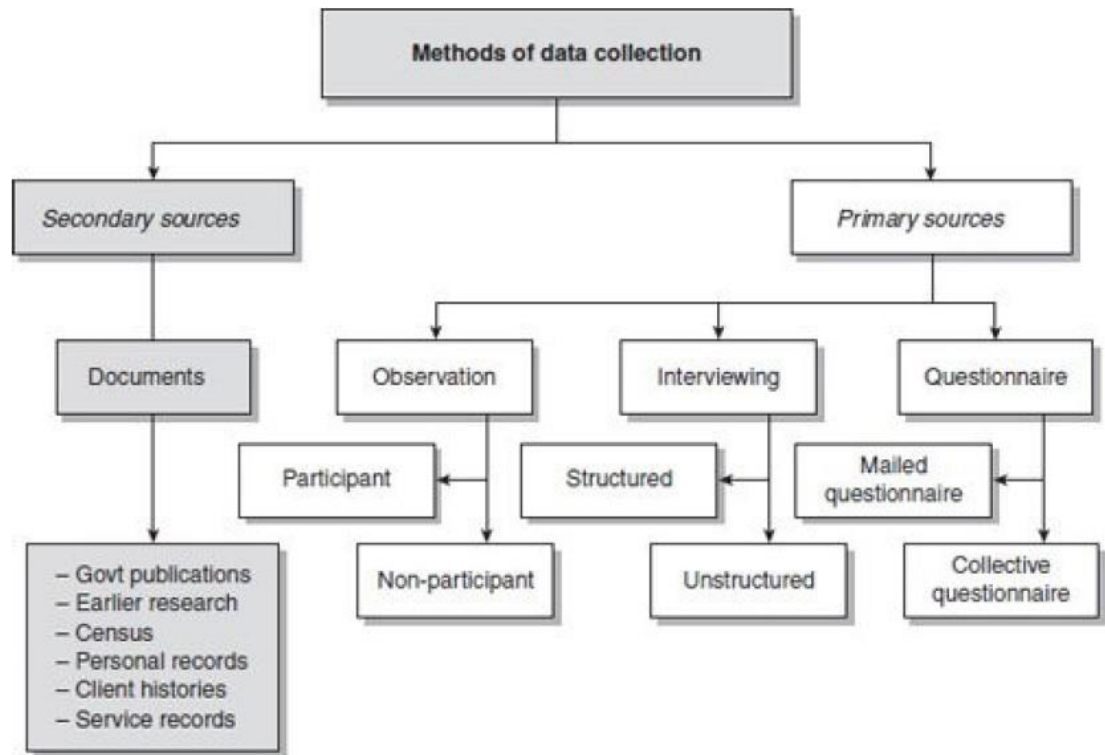 Methods of data collection
Secondary sources
Primary sources
Documents
Observation
Interviewing
Questionnaire
Participant
Structured
Mailed
questionnaire
– Govt publications
– Earlier research
– Census
– Personal records
– Client histories
– Service records
Non-participant
Unstructured
Collective
questionnaire